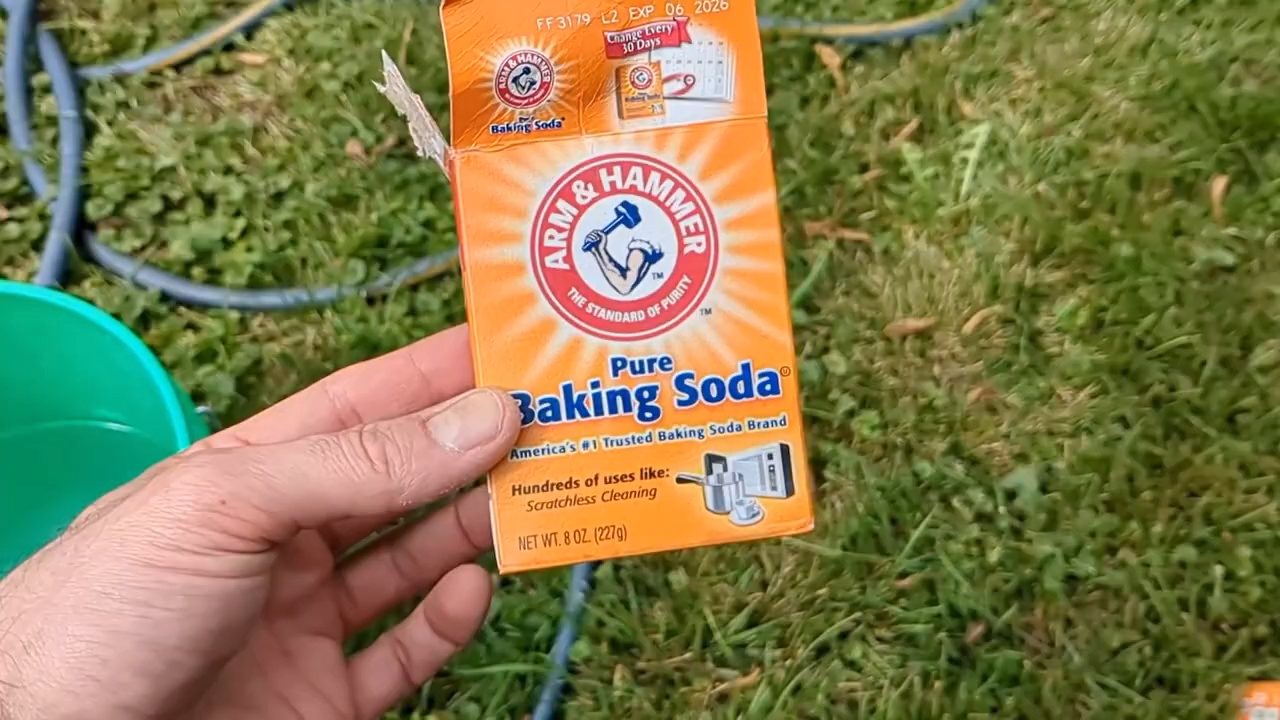 FF3179 L2 EXP 06 2026
Change Every
30 Days
ARM & HAMMER
Baking Soda
ARM & HAMMER
TM
THE STANDARD OF PURITY
TM
Pure
Baking Soda
America's #1 Trusted Baking Soda Brand
Hundreds of uses like:
Scratchless Cleaning
NET WT. 8 OZ. (227g)